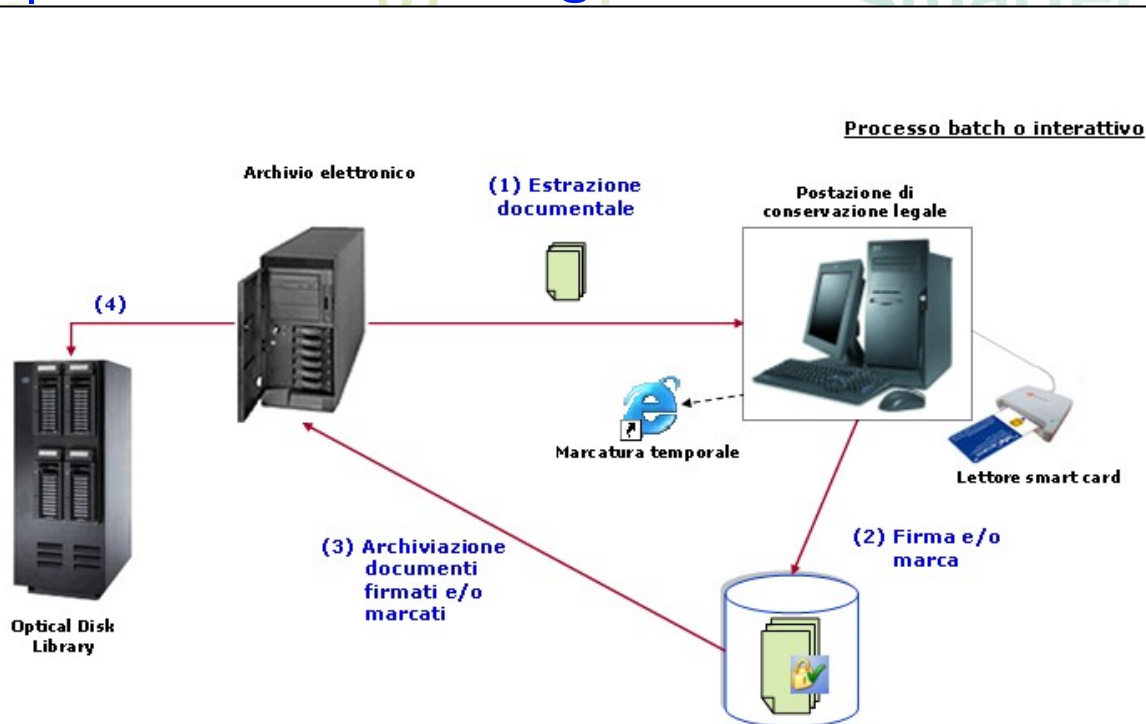 Processo batch o interattivo
Archivio elettronico
(1) Estrazione
documentale
Postazione di
conservazione legale
(4)
Marcatura temporale
Lettore smart card
(2) Firma e/o
marca
(3) Archiviazione
documenti
firmati e/o
marcati
Optical Disk
Library